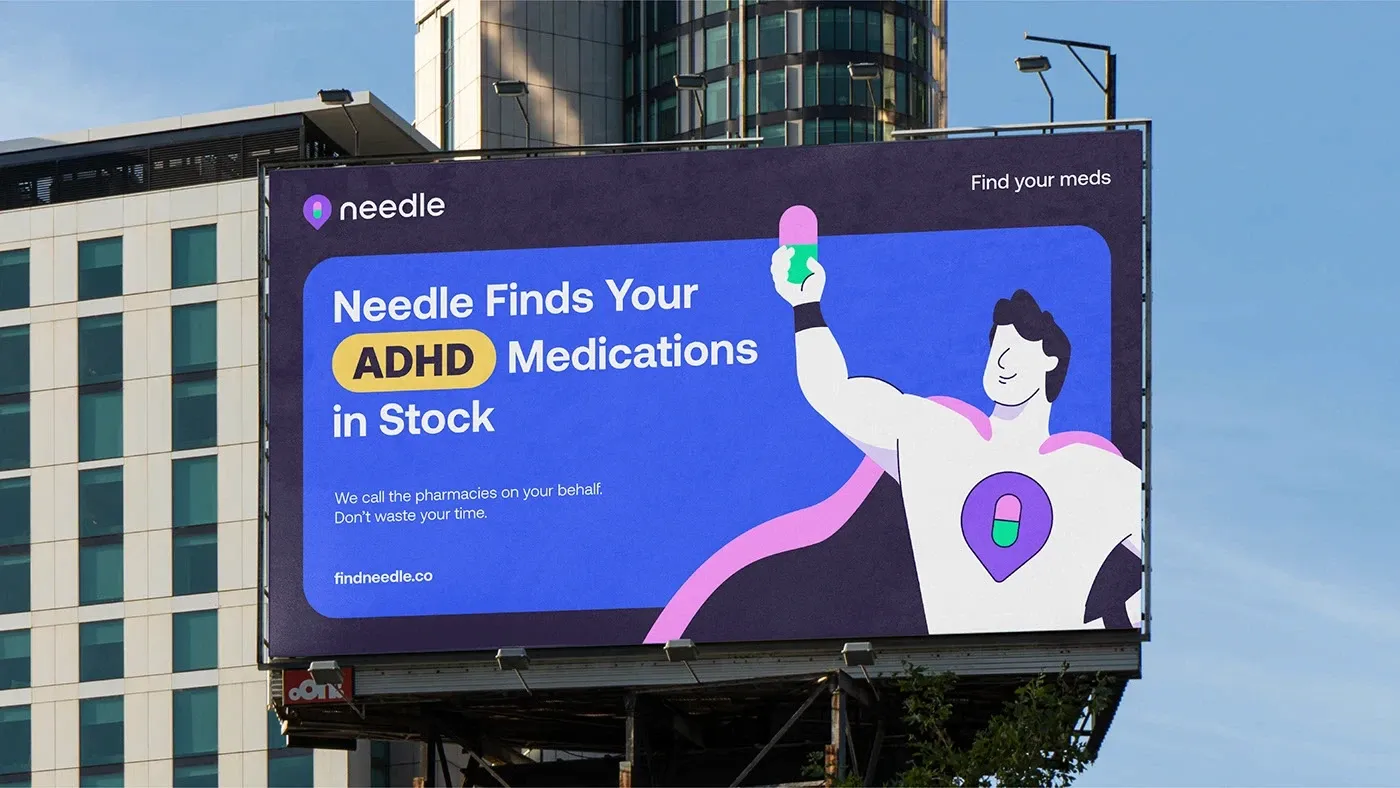 needle
Find your meds
Needle Finds Your
ADHD Medications
in Stock
We call the pharmacies on your behalf.
Don't waste your time.
findneedle.co